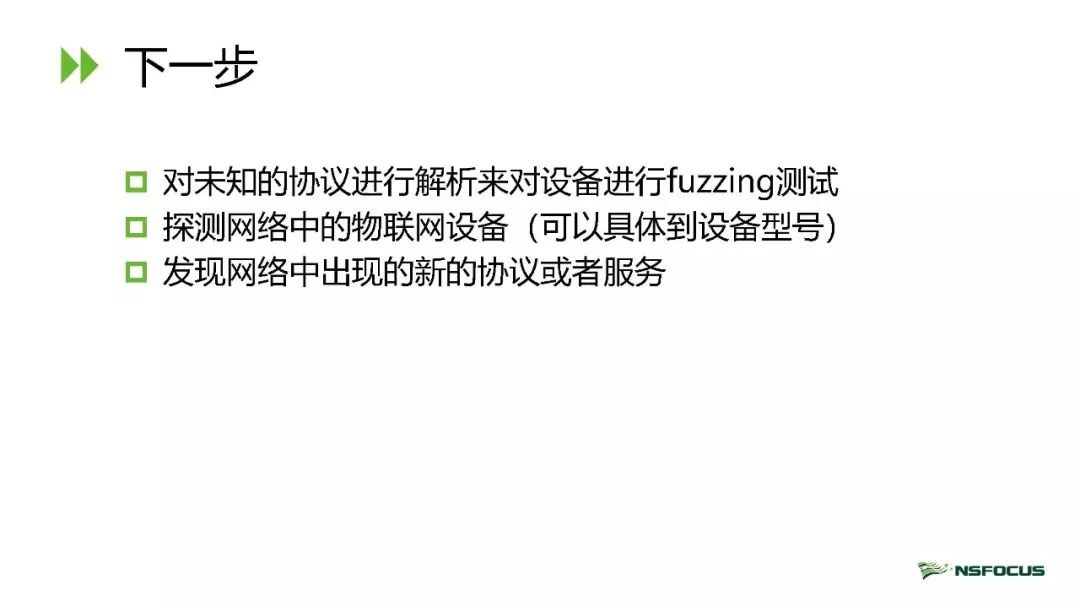 下一步
对未知的协议进行解析来对设备进行fuzzing测试
探测网络中的物联网设备（可以具体到设备型号）
发现网络中出现的新的协议或者服务
NSFOCUS